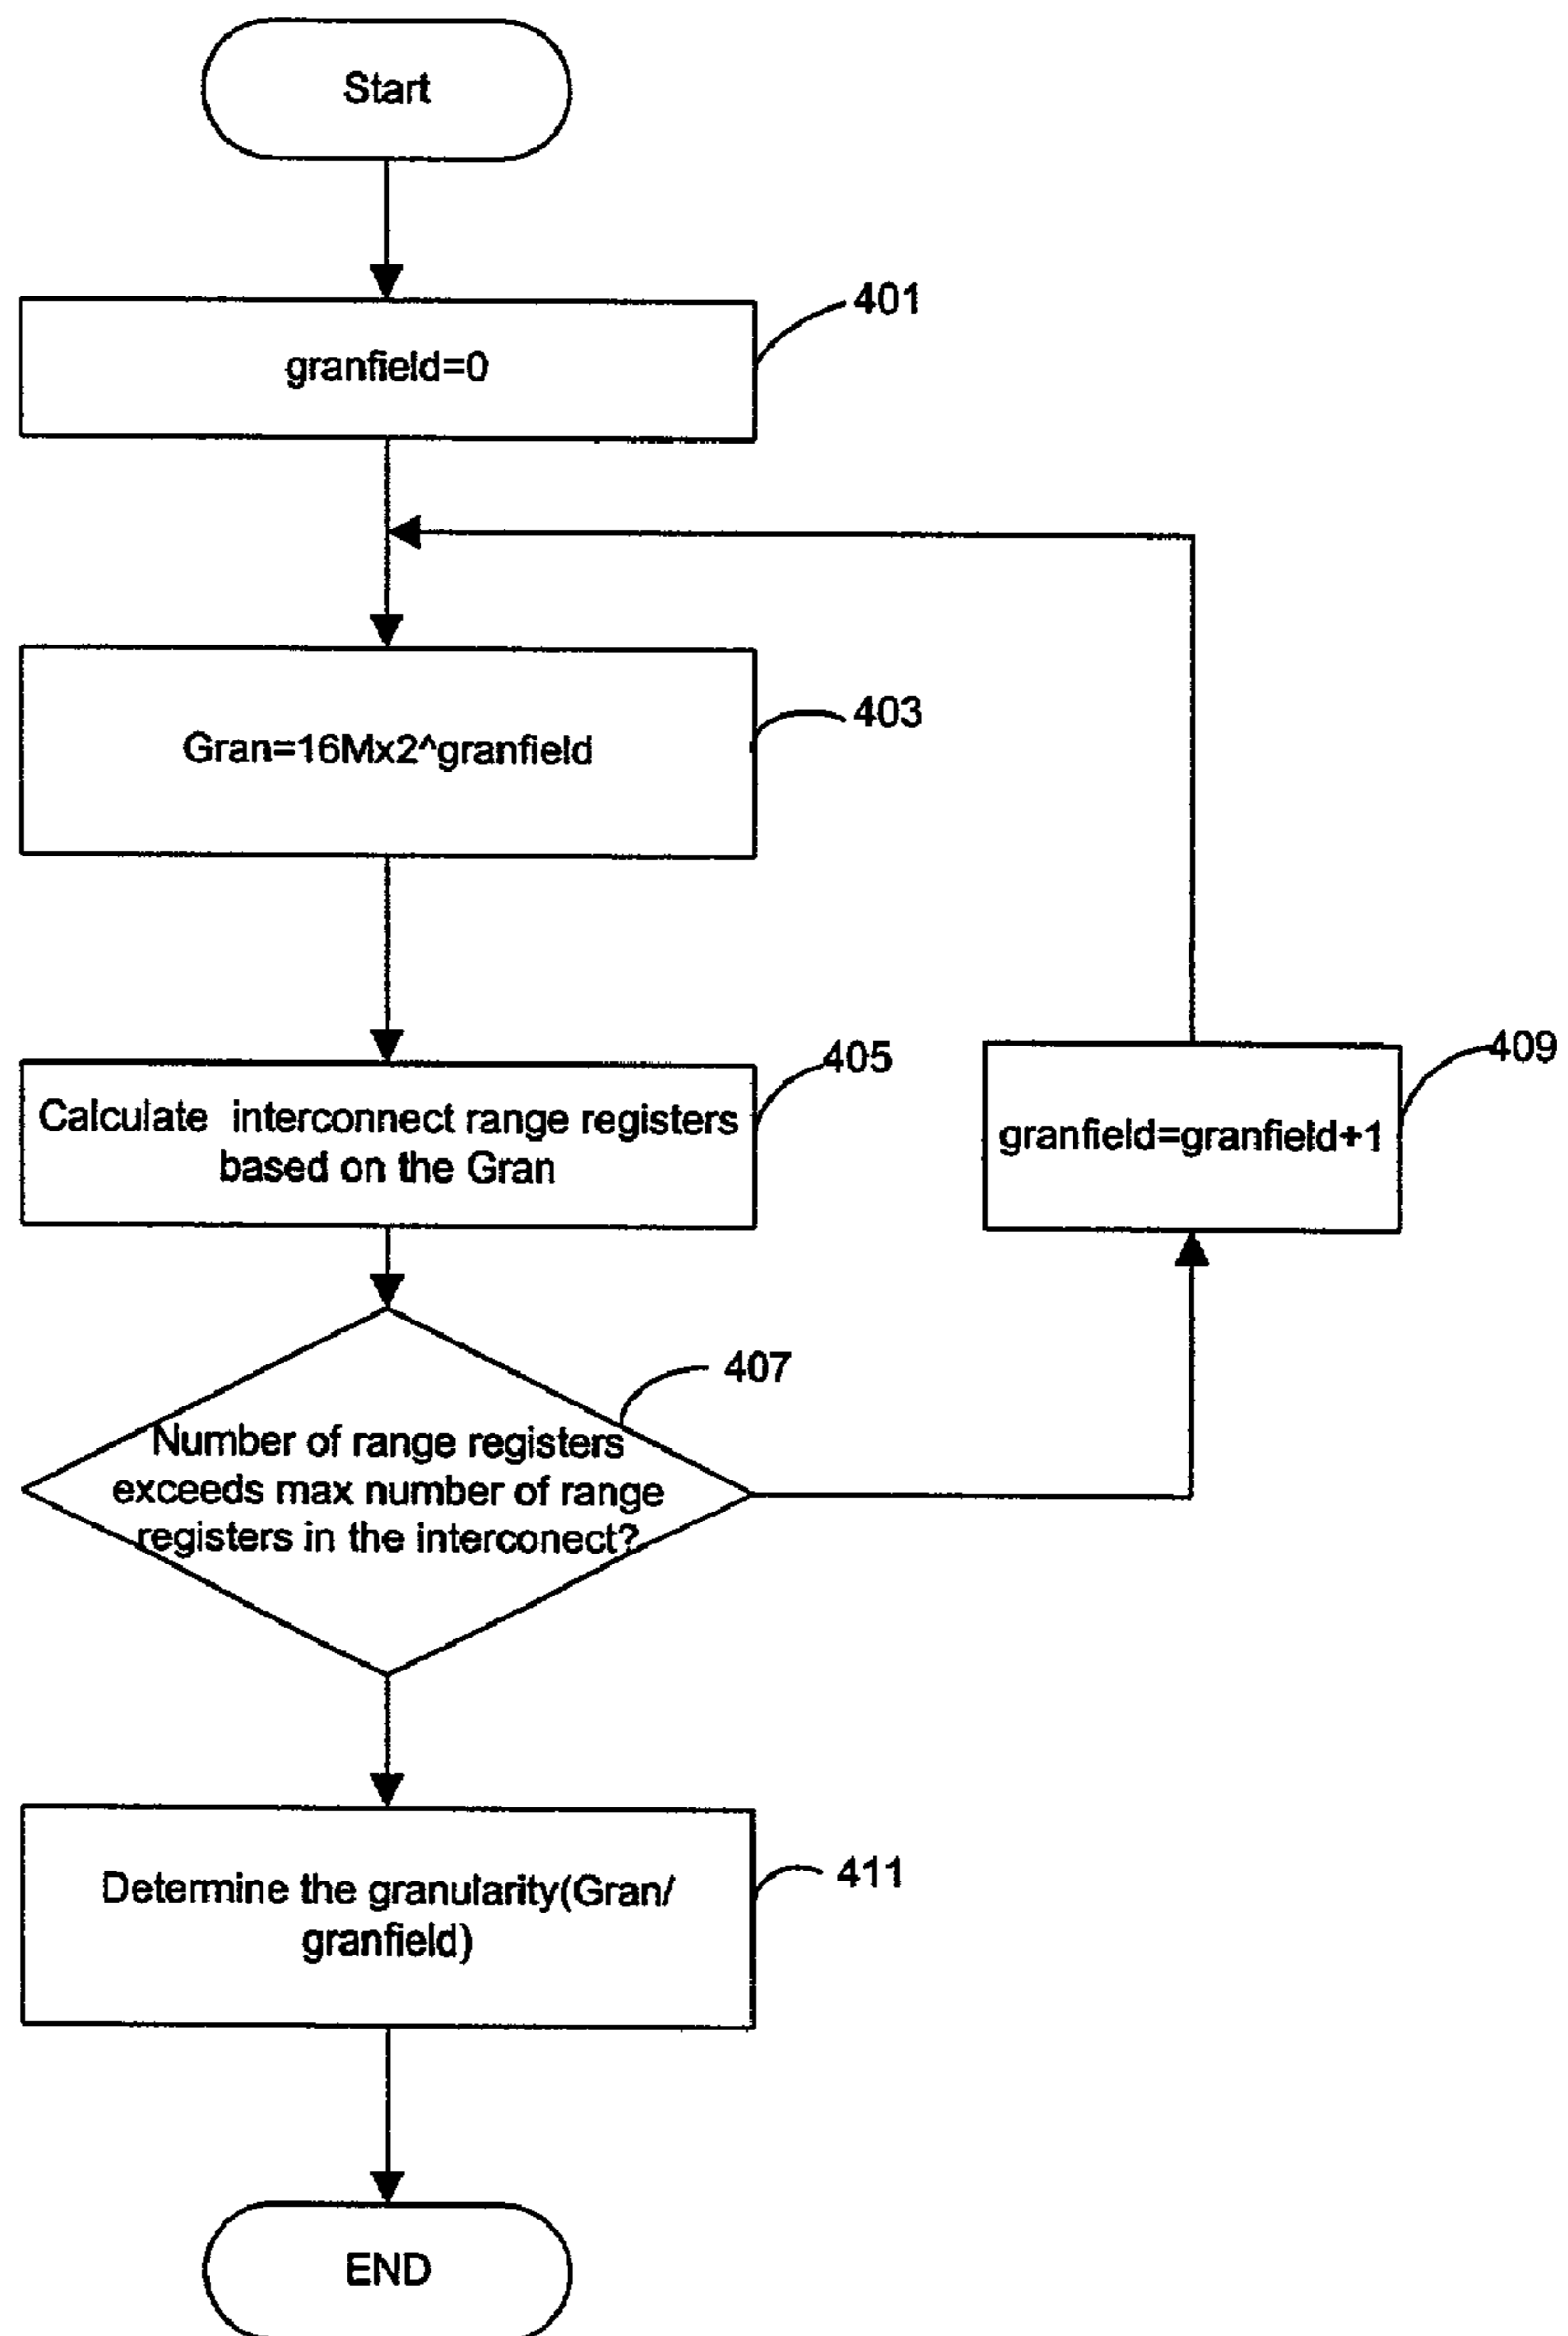 Start
401
granfield=0
403
Gran=16Mx2^granfield
405
Calculate interconnect range registers
based on the Gran
409
granfield=granfield+1
407
Number of range registers
exceeds max number of range
registers in the interconect?
411
Determine the granularity(Gran/
granfield)
END